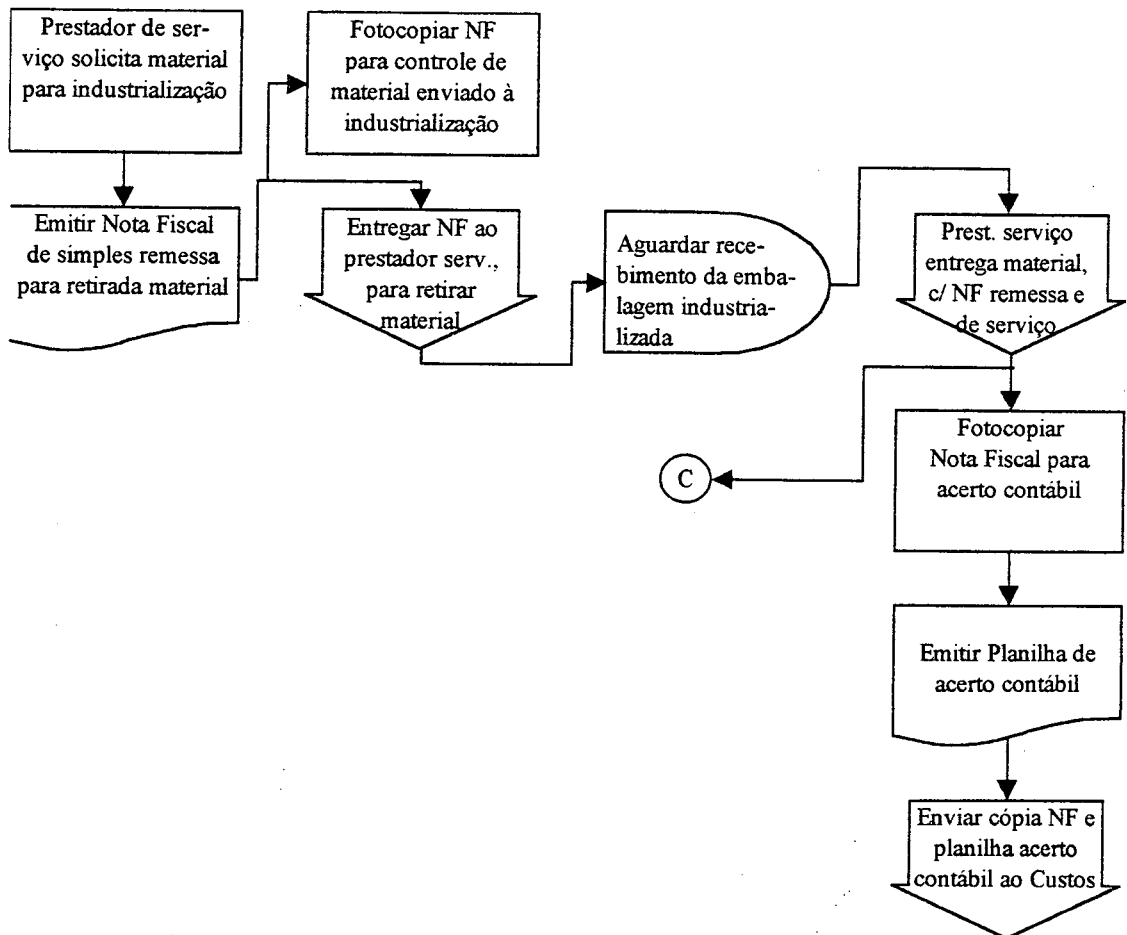 Prestador de ser-
viço solicita material
para industrialização
Fotocopiar NF
para controle de
material enviado à
industrialização
Emitir Nota Fiscal
de simples remessa
para retirada material
Entregar NF ao
prestador serv.,
para retirar
material
Aguardar rece-
bimento da emba-
lagem industria-
lizada
Prest. serviço
entrega material,
c/ NF remessa e
de serviço
C
Fotocopiar
Nota Fiscal para
acerto contábil
Emitir Planilha de
acerto contábil
Enviar cópia NF e
planilha acerto
contábil ao Custos